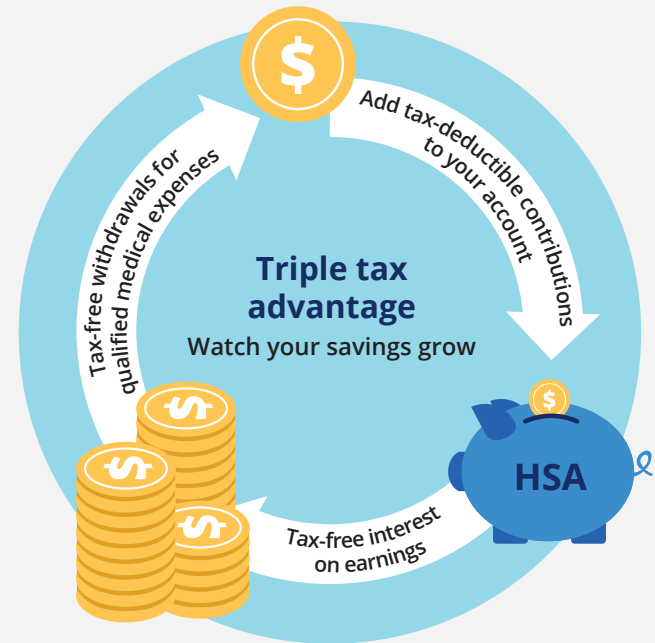 $
Add tax-deductible contributions
to your account
Triple tax
advantage
Watch your savings grow
$
HSA
Tax-free interest
on earnings
$
$
$
Tax-free withdrawals for
qualified medical expenses